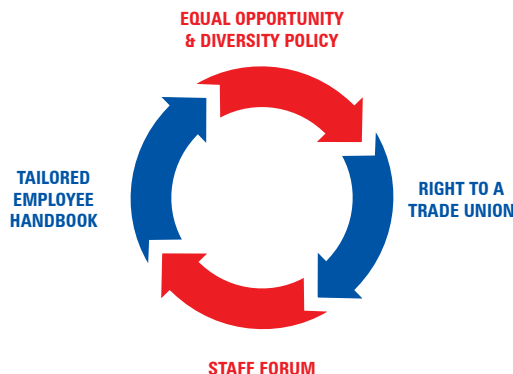 EQUAL OPPORTUNITY
& DIVERSITY POLICY
TAILORED
EMPLOYEE
HANDBOOK
RIGHT TO A
TRADE UNION
STAFF FORUM